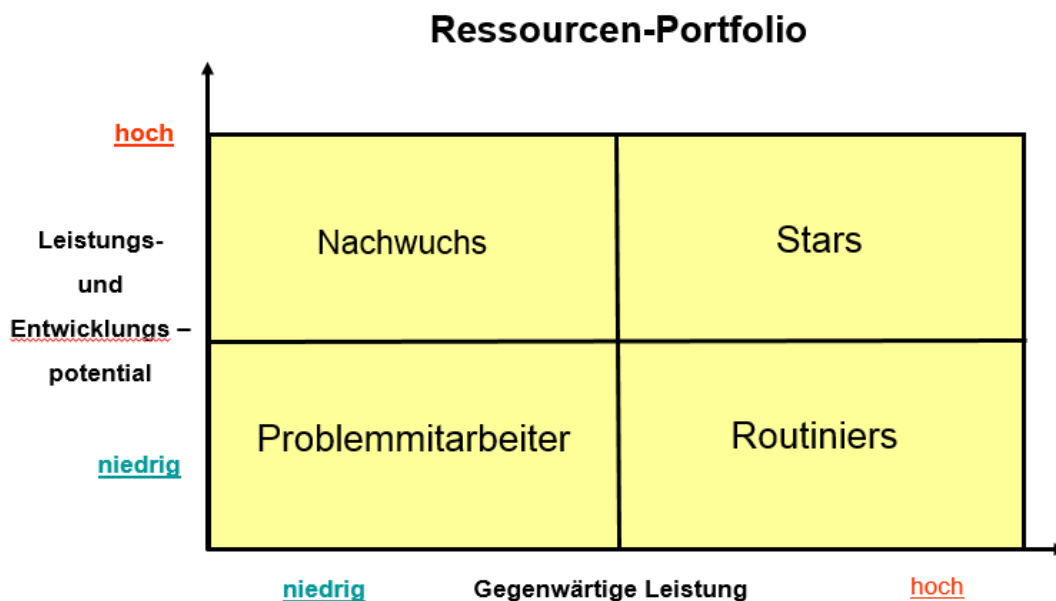 Ressourcen-Portfolio
hoch
Leistungs-
und
Entwicklungs –
potential
niedrig
Nachwuchs
Stars
Problemmitarbeiter
Routiniers
niedrig
Gegenwärtige Leistung
hoch